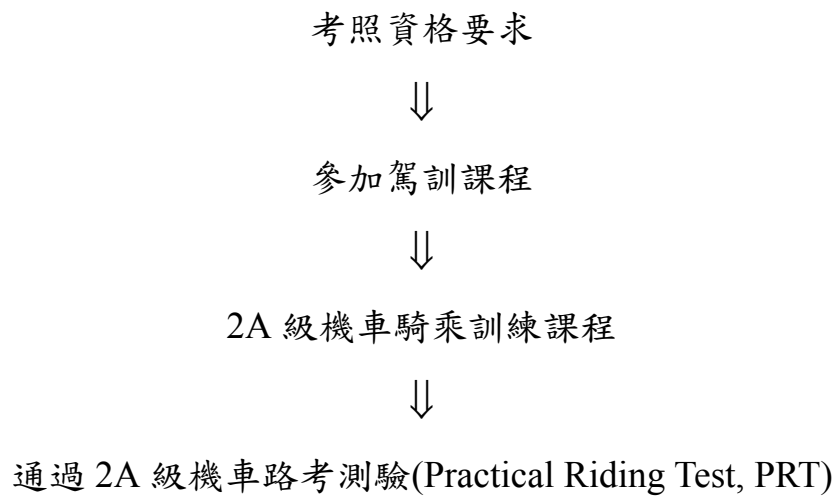 考照資格要求
⇓
參加駕訓課程
⇓
2A 級機車騎乘訓練課程
⇓
通過 2A 級機車路考測驗(Practical Riding Test, PRT)